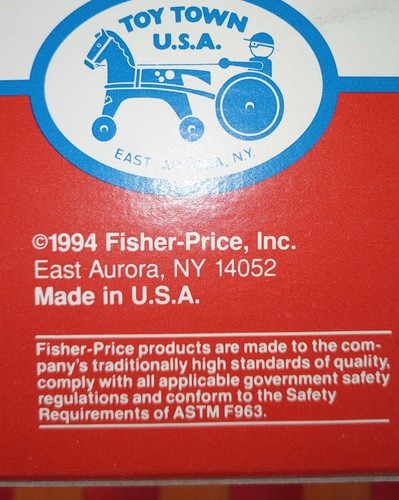 TOY TOWN
U.S.A.
EAST AURORA, N.Y.
©1994 Fisher-Price, Inc.
East Aurora, NY 14052
Made in U.S.A.
Fisher-Price products are made to the com-
pany's traditionally high standards of quality,
comply with all applicable government safety
regulations and conform to the Safety
Requirements of ASTM F963.